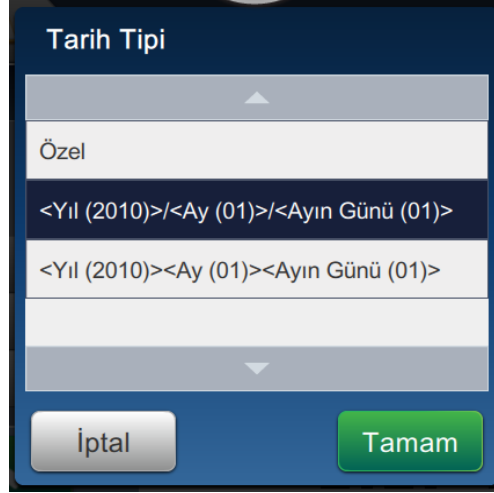 Tarih Tipi
Özel
<Yıl (2010)>/<Ay (01)>/<Ayın Günü (01)>
<Yıl (2010)><Ay (01)><Ayın Günü (01)>
İptal
Tamam